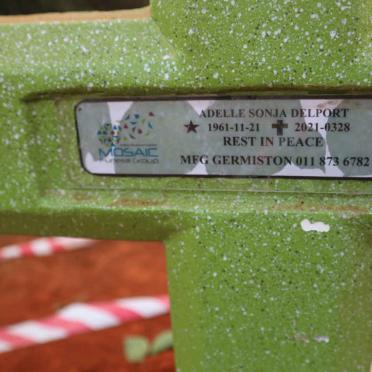 MOSAIC
Funeral Group
ADELLE SONJA DELPORT
★ 1961-11-21 ✝ 2021-0328
REST IN PEACE
MFG GERMISTON 011 873 6782